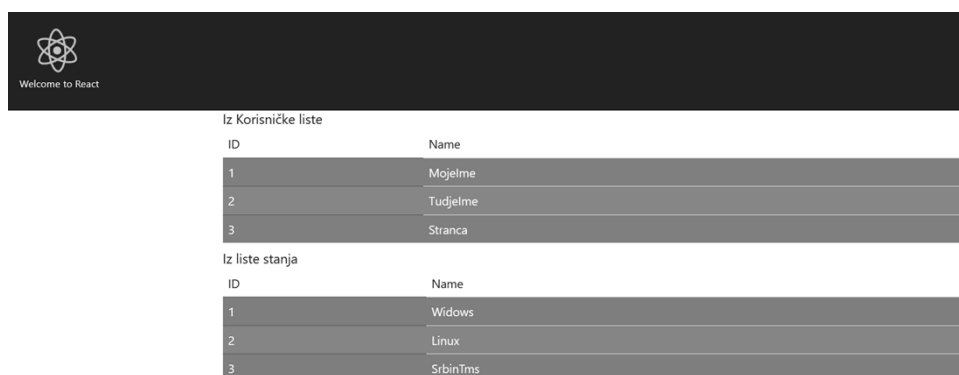 Welcome to React
Iz Korisničke liste
ID Name
1 MojeIme
2 TudjeIme
3 Stranca
Iz liste stanja
ID Name
1 Widows
2 Linux
3 SrbinTms